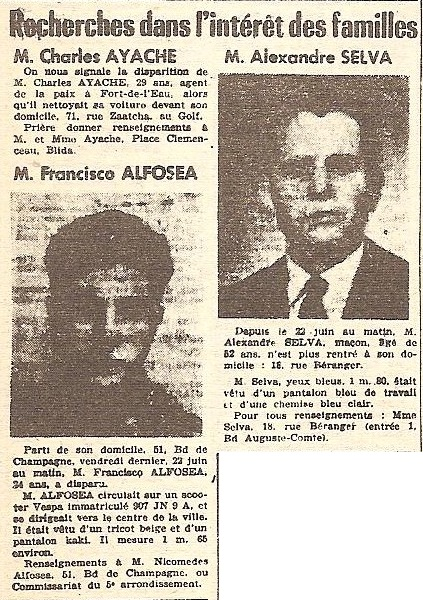 Recherches dans l'intérêt des familles
M. Charles AYACHE
On nous signale la disparition de
M. Charles AYACHE, 29 ans, agent
de la paix à Fort-de-l'Eau, alors
qu'il nettoyait sa voiture devant son
domicile, 71, rue Zaatcha, au Golf.
Prière donner renseignements à
M. et Mme Ayache, Place Clemen-
ceau, Blida.
M. Francisco ALFOSEA
Parti de son domicile, 51, Bd de
Champagne, vendredi dernier, 22 juin
au matin, M. Francisco ALFOSEA,
34 ans, a disparu.
M. ALFOSEA circulait sur un scoo-
ter Vespa immatriculé 907 JN 9 A, et
se dirigeait vers le centre de la ville.
Il était vêtu d'un tricot beige et d'un
pantalon kaki. Il mesure 1 m. 65
environ.
Renseignements à M. Nicomedes
Alfosea, 51, Bd de Champagne, ou
Commissariat du 5e arrondissement.
M. Alexandre SELVA
Depuis le 22 juin au matin, M.
Alexandre SELVA, maçon, âgé de
52 ans, n'est plus rentré à son do-
micile : 18, rue Béranger.
M. Selva, yeux bleus, 1 m. 80, était
vêtu d'un pantalon bleu de travail
et d'une chemise bleu clair.
Pour tous renseignements : Mme
Selva, 18, rue Béranger (entrée 1,
Bd Auguste-Comte).